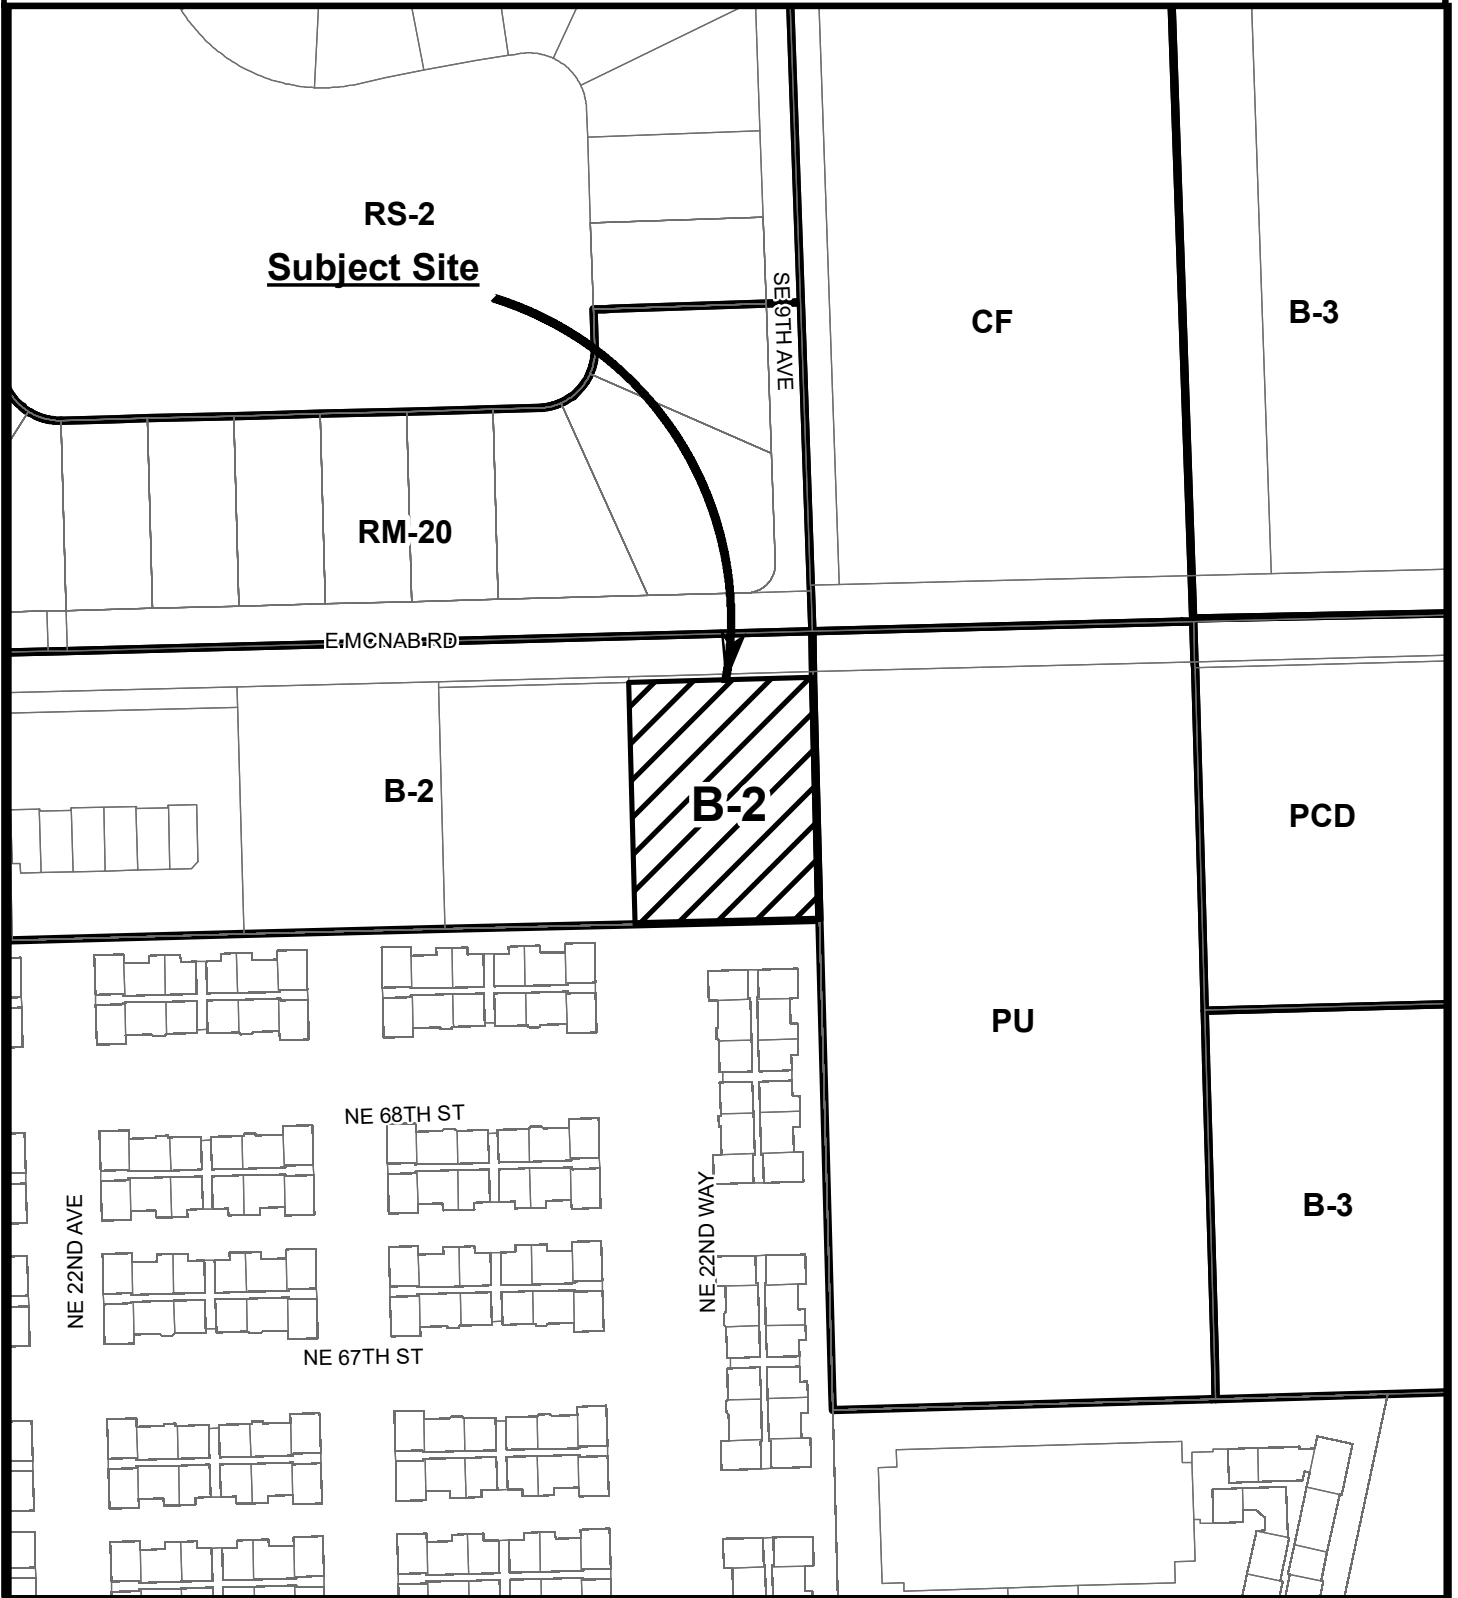 RS-2
Subject Site
SE 9TH AVE
CF
B-3
RM-20
E MCNAB RD
B-2
B-2
PCD
PU
NE 68TH ST
NE 22ND AVE
NE 22ND WAY
B-3
NE 67TH ST